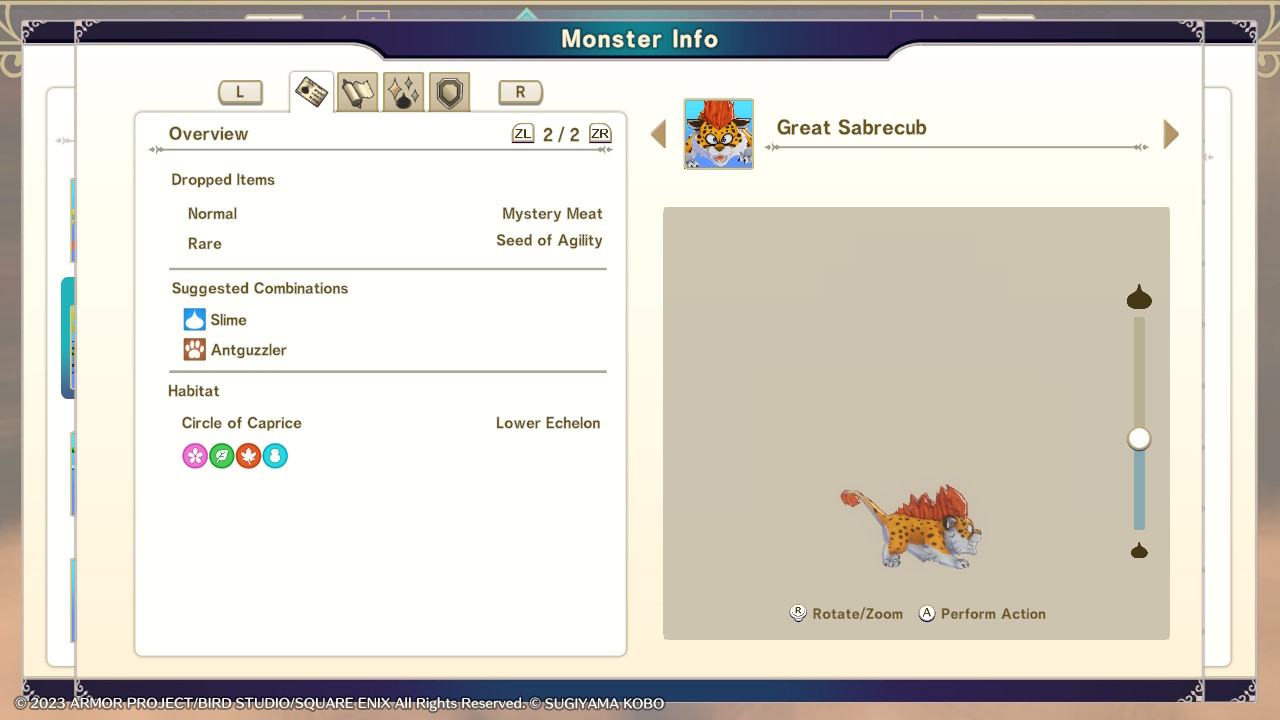 Monster Info
L
R
Overview
ZL 2 / 2 ZR
Dropped Items
Normal Mystery Meat
Rare Seed of Agility
Suggested Combinations
Slime
Antguzzler
Habitat
Circle of Caprice Lower Echelon
Great Sabrecub
R Rotate/Zoom A Perform Action
© 2023 ARMOR PROJECT/BIRD STUDIO/SQUARE ENIX All Rights Reserved. © SUGIYAMA KOBO